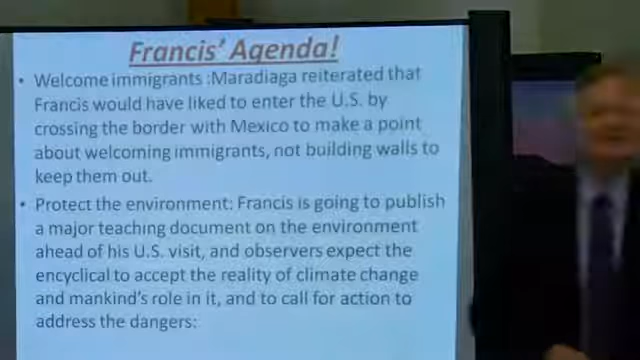 Francis' Agenda!
• Welcome immigrants :Maradiaga reiterated that
Francis would have liked to enter the U.S. by
crossing the border with Mexico to make a point
about welcoming immigrants, not building walls to
keep them out.
• Protect the environment: Francis is going to publish
a major teaching document on the environment
ahead of his U.S. visit, and observers expect the
encyclical to accept the reality of climate change
and mankind's role in it, and to call for action to
address the dangers: